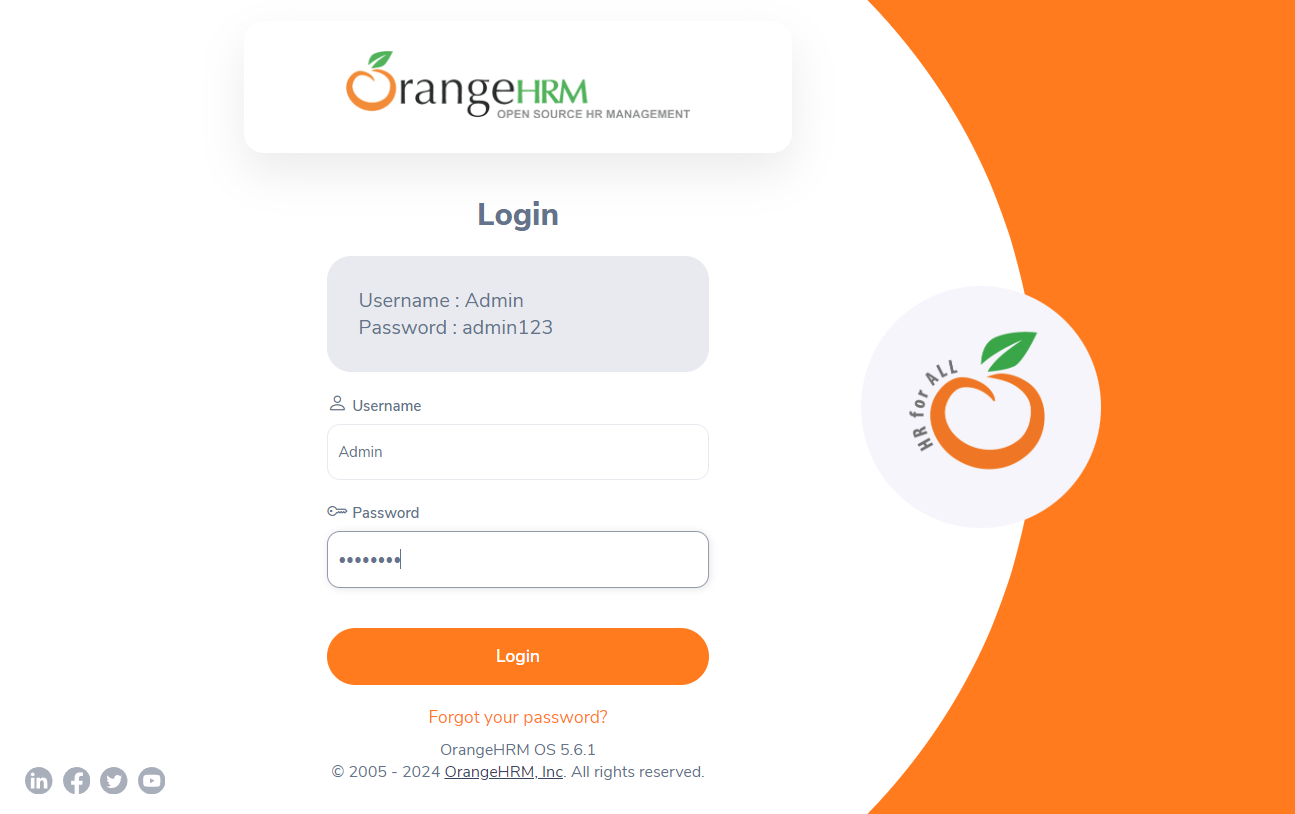 OrangeHRM
OPEN SOURCE HR MANAGEMENT
Login
Username : Admin
Password : admin123
Username
Admin
Password
••••••••
Login
Forgot your password?
OrangeHRM OS 5.6.1
© 2005 - 2024 OrangeHRM, Inc. All rights reserved.
HR for ALL